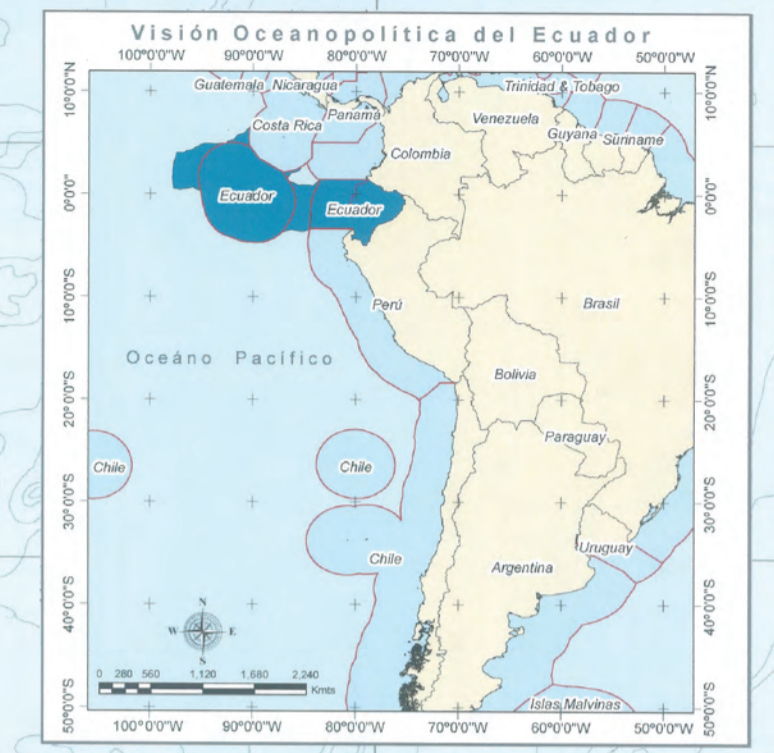 Visión Oceanopolítica del Ecuador
100°0'0"W 90°0'0"W 80°0'0"W 70°0'0"W 60°0'0"W 50°0'0"W
Guatemala Nicaragua Trinidad & Tobago
10°0'0"N 10°0'0"N
Panamá Venezuela
Costa Rica Guyana Suriname
Colombia
0°0'0" 0°0'0"
Ecuador Ecuador
10°0'0"S Perú Brasil 10°0'0"S
Oceáno Pacífico
Bolivia
20°0'0"S 20°0'0"S
Paraguay
Chile Chile
30°0'0"S 30°0'0"S
Chile Uruguay
Argentina
40°0'0"S 40°0'0"S
N
W E
S
0 280 560 1,120 1,680 2,240
Kmts
Islas Malvinas
50°0'0"S 50°0'0"S
100°0'0"W 90°0'0"W 80°0'0"W 70°0'0"W 60°0'0"W 50°0'0"W